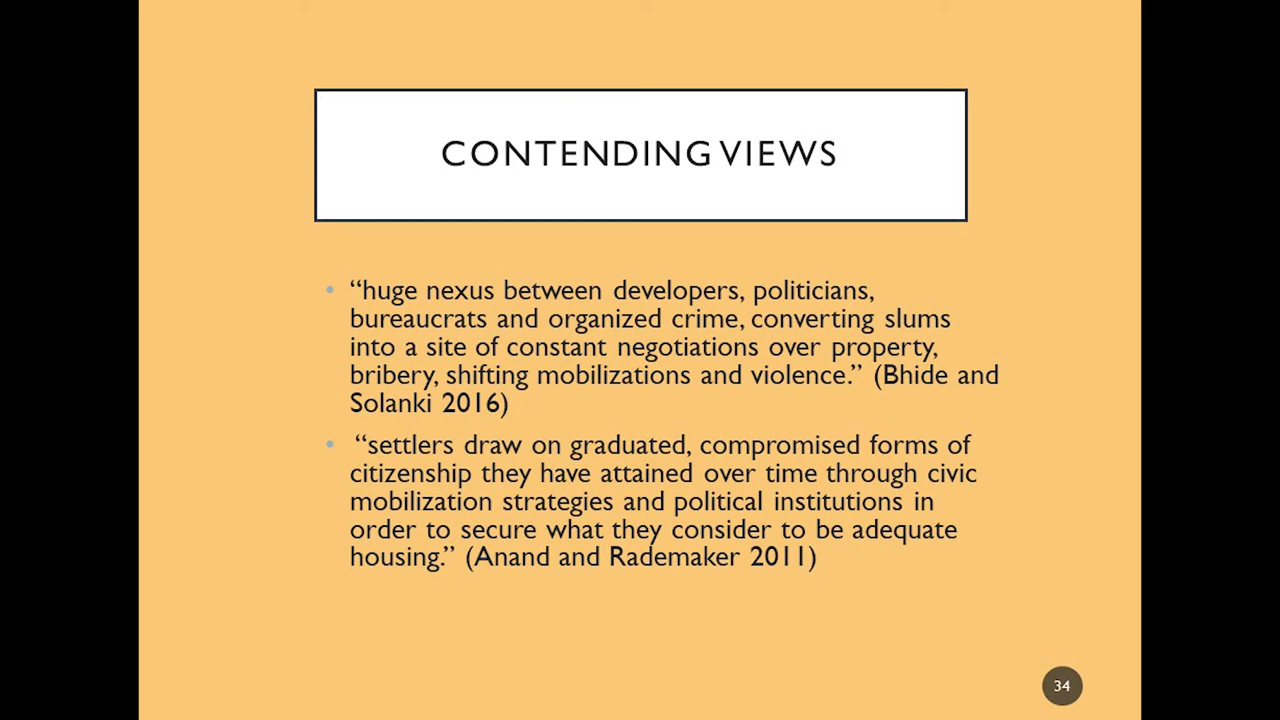 CONTENDING VIEWS
• “huge nexus between developers, politicians,
bureaucrats and organized crime, converting slums
into a site of constant negotiations over property,
bribery, shifting mobilizations and violence.” (Bhide and
Solanki 2016)
• “settlers draw on graduated, compromised forms of
citizenship they have attained over time through civic
mobilization strategies and political institutions in
order to secure what they consider to be adequate
housing.” (Anand and Rademaker 2011)
34